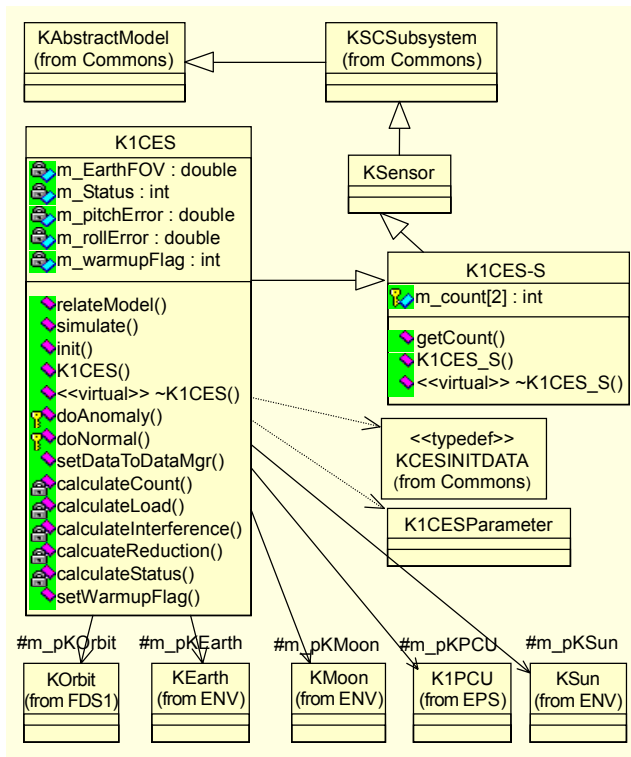 KAbstractModel
(from Commons)
KSCSubsystem
(from Commons)
K1CES
m_EarthFOV : double
m_Status : int
m_pitchError : double
m_rollError : double
m_warmupFlag : int
relateModel()
simulate()
init()
K1CES()
<<virtual>> ~K1CES()
doAnomaly()
doNormal()
setDataToDataMgr()
calculateCount()
calculateLoad()
calculateInterference()
calcuateReduction()
calculateStatus()
setWarmupFlag()
KSensor
K1CES-S
m_count[2] : int
getCount()
K1CES_S()
<<virtual>> ~K1CES_S()
<<typedef>>
KCESINITDATA
(from Commons)
K1CESParameter
#m_pKOrbit
#m_pKEarth
#m_pKMoon
#m_pKPCU
#m_pKSun
KOrbit
(from FDS1)
KEarth
(from ENV)
KMoon
(from ENV)
K1PCU
(from EPS)
KSun
(from ENV)